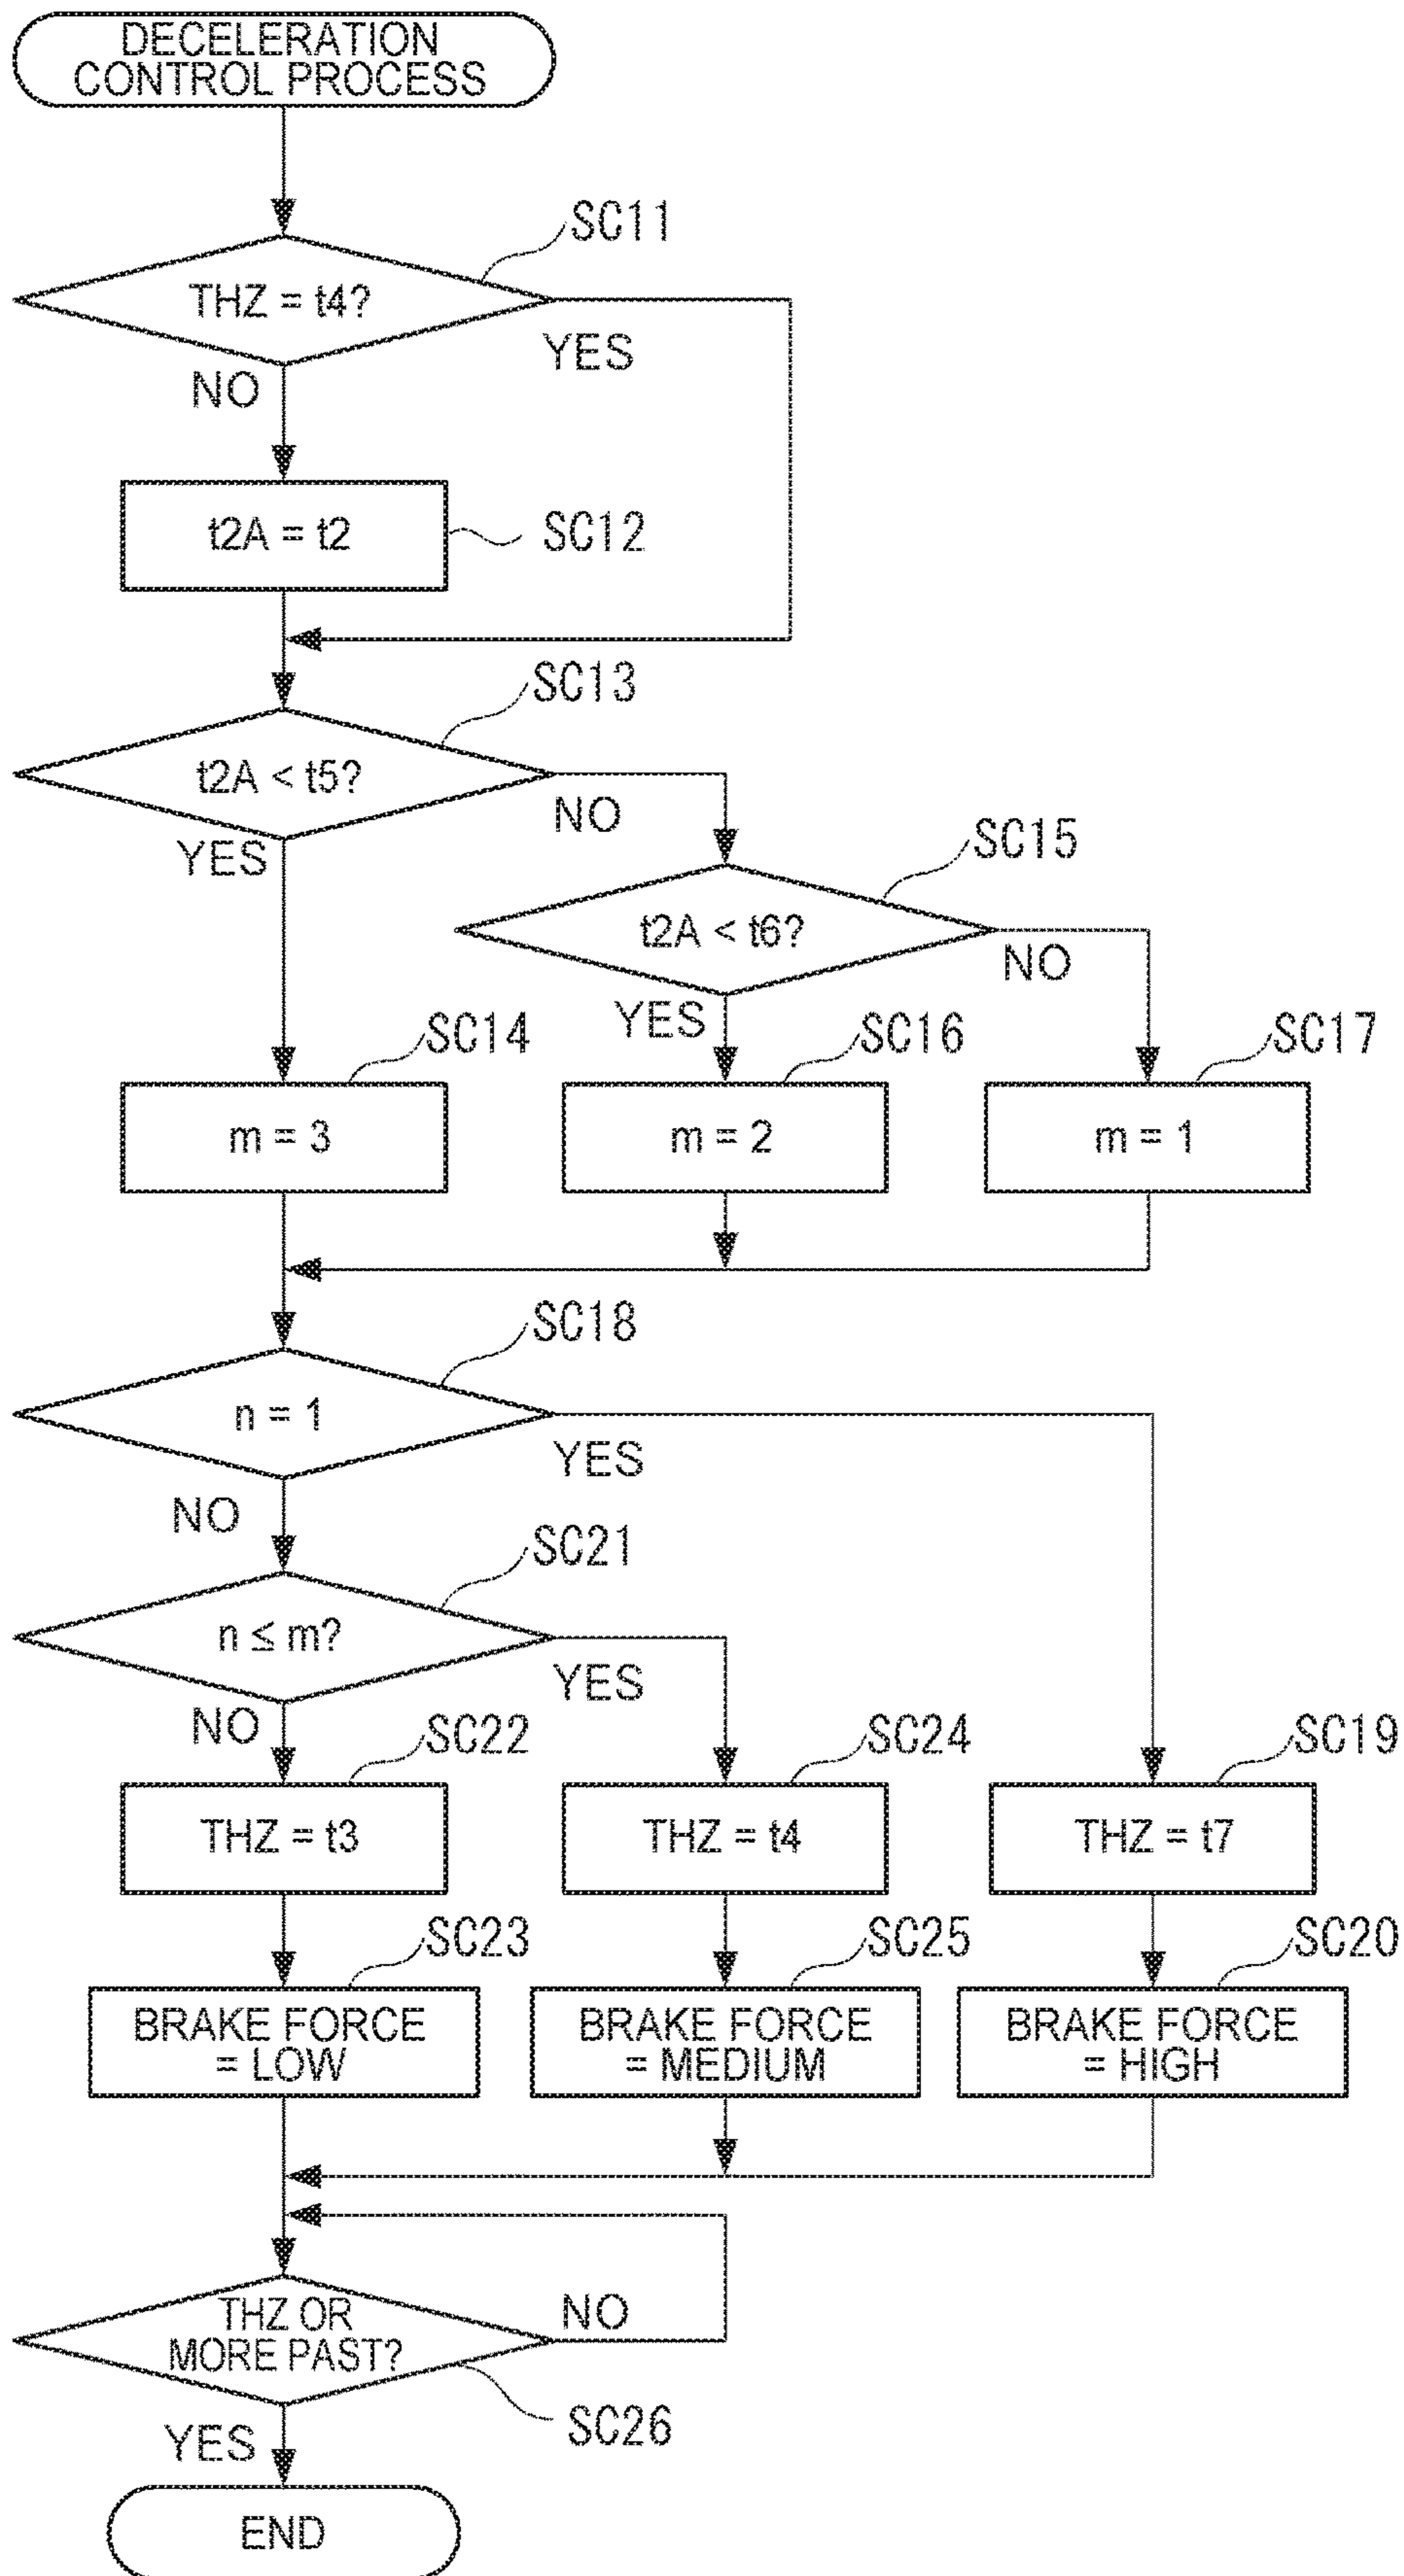 DECELERATION
CONTROL PROCESS
SC11
THZ = t4?
YES
NO
t2A = t2
SC12
SC13
t2A < t5?
NO
YES
SC15
t2A < t6?
NO
YES
SC14
SC16
SC17
m = 3
m = 2
m = 1
SC18
n = 1
YES
NO
SC21
n ≤ m?
YES
NO
SC22
SC24
SC19
THZ = t3
THZ = t4
THZ = t7
SC23
SC25
SC20
BRAKE FORCE
= LOW
BRAKE FORCE
= MEDIUM
BRAKE FORCE
= HIGH
THZ OR
MORE PAST?
NO
SC26
YES
END